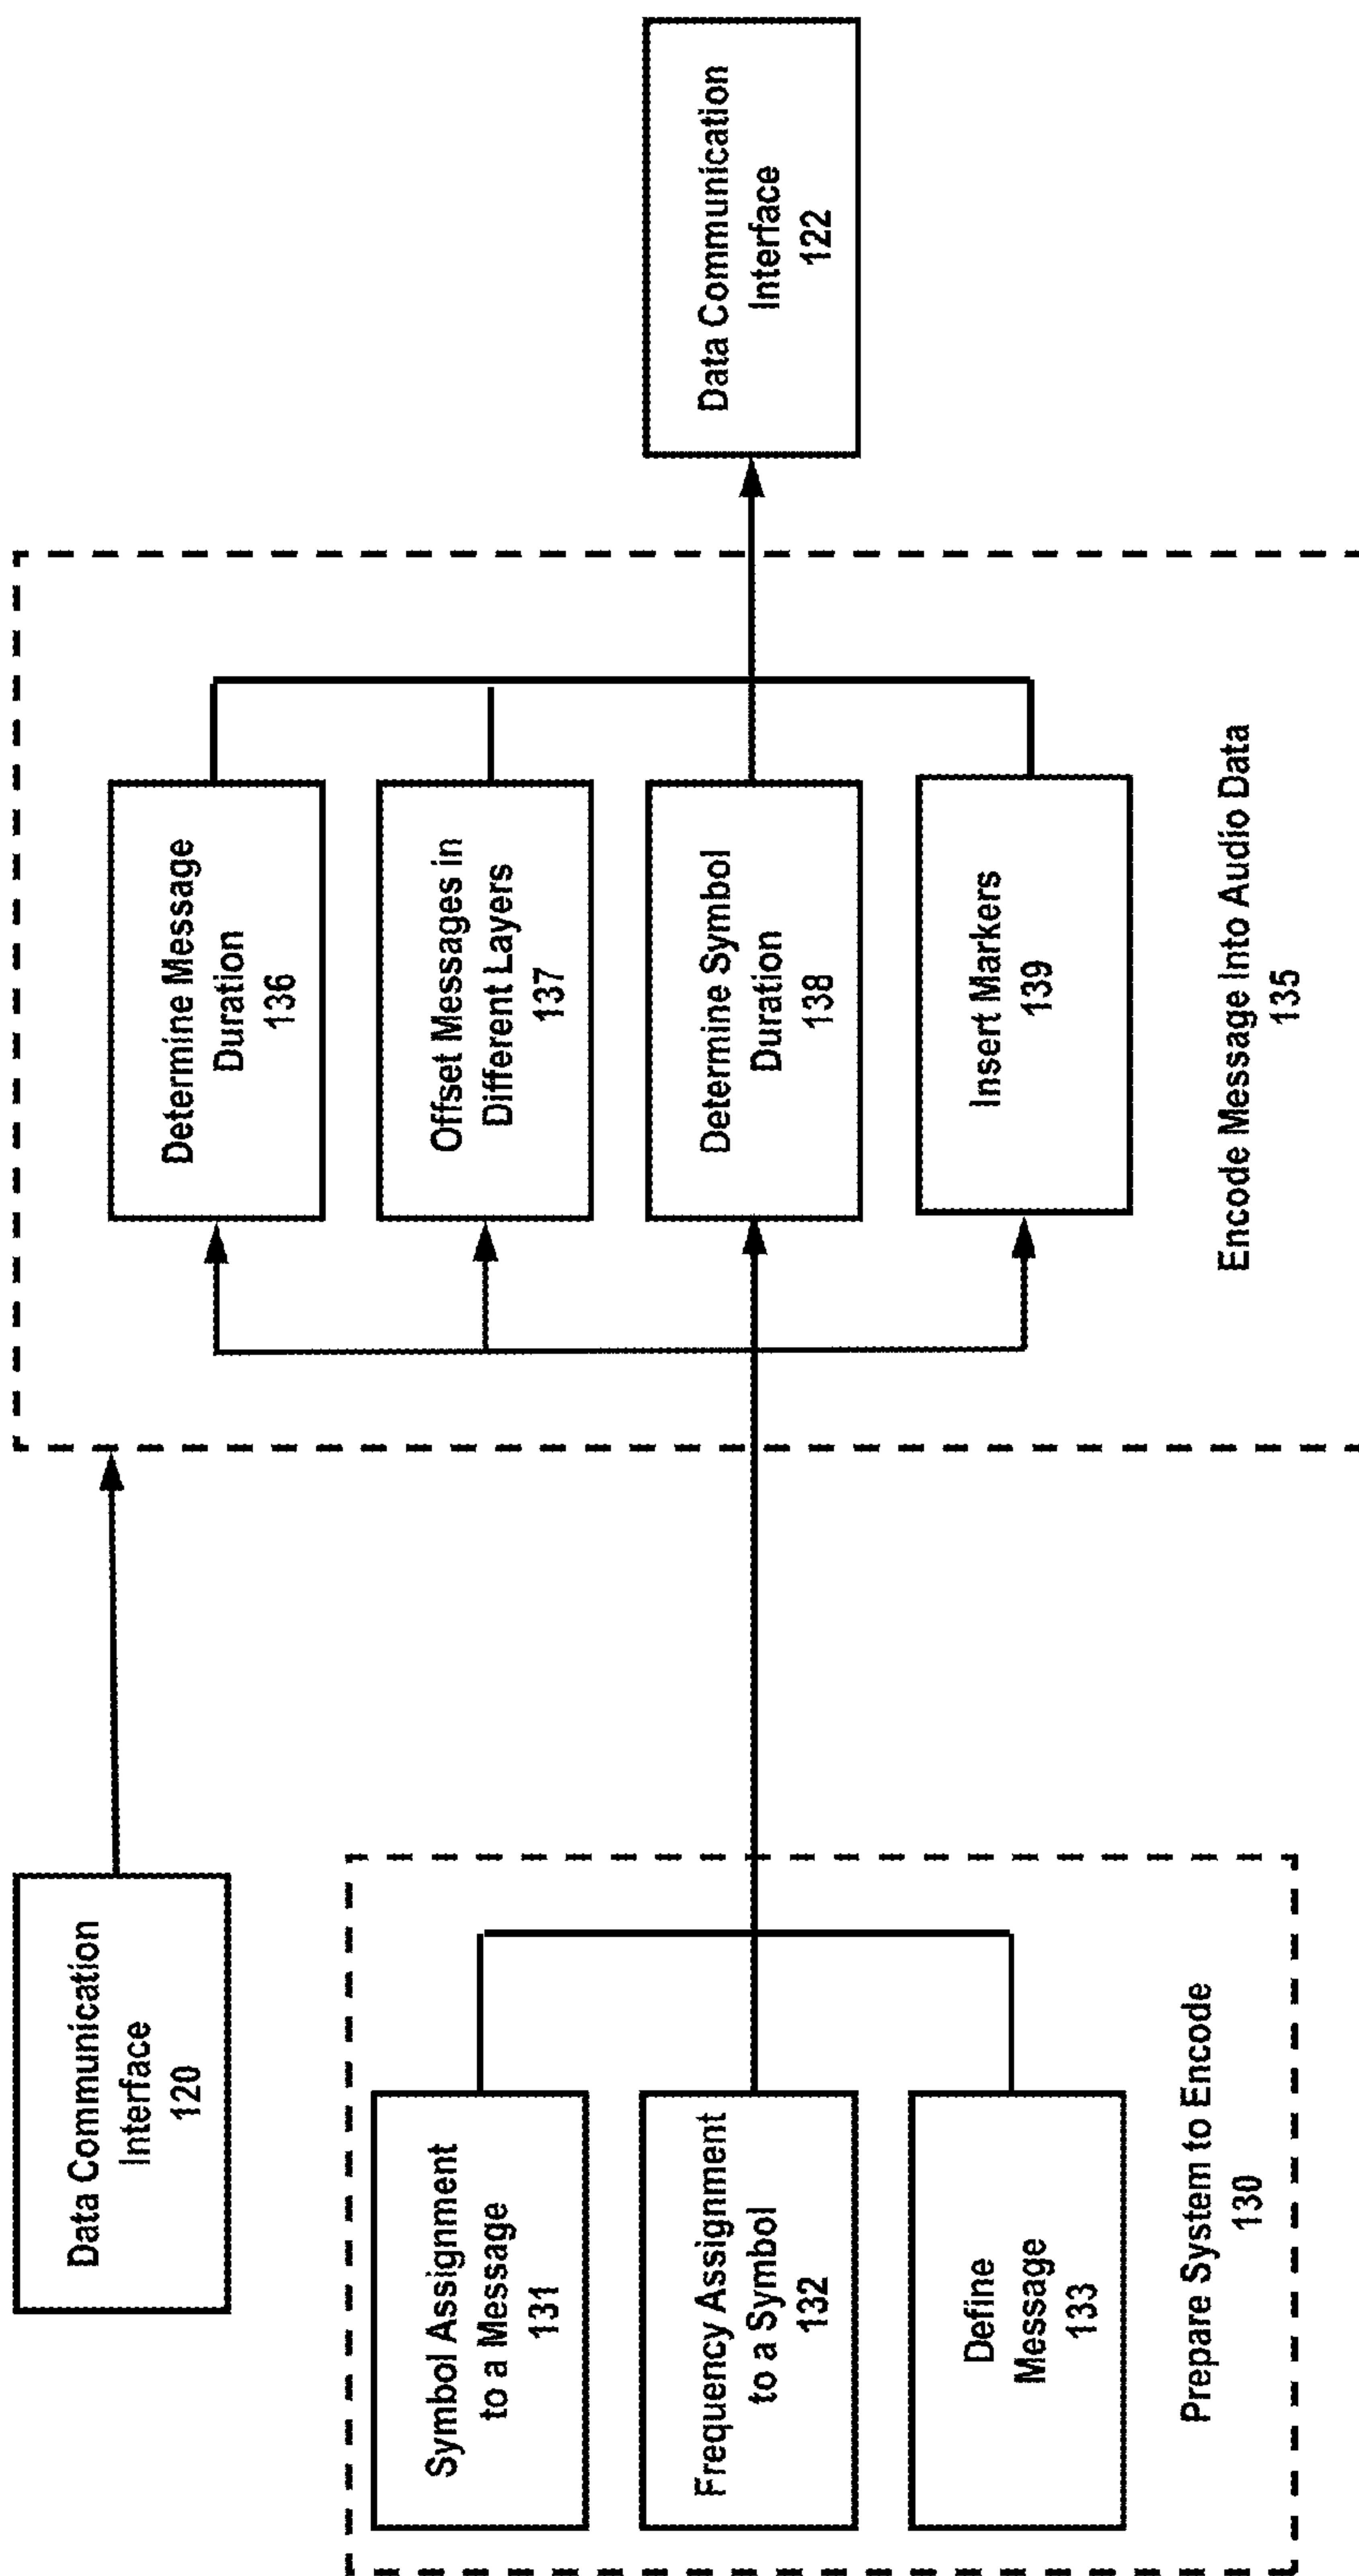 Data Communication
Interface
120
Symbol Assignment
to a Message
131
Frequency Assignment
to a Symbol
132
Define
Message
133
Prepare System to Encode
130
Determine Message
Duration
136
Offset Messages in
Different Layers
137
Determine Symbol
Duration
138
Insert Markers
139
Encode Message Into Audio Data
135
Data Communication
Interface
122